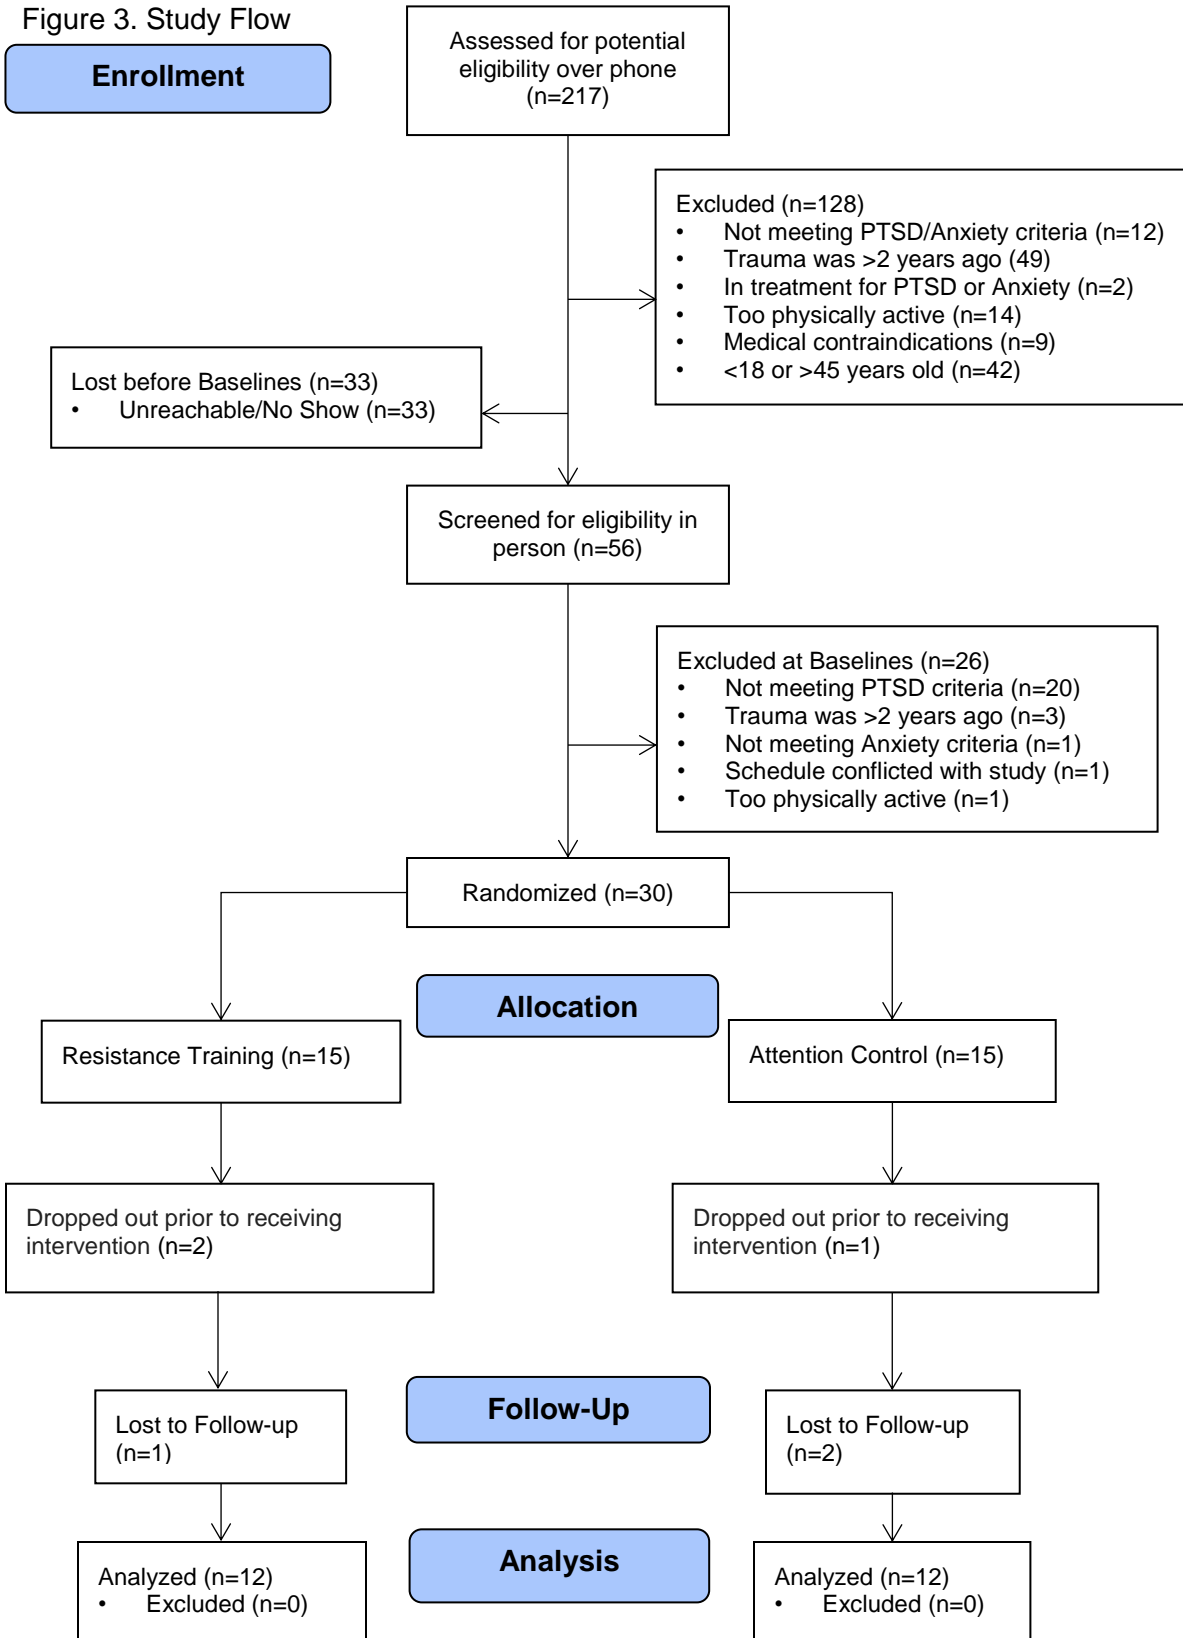 Figure 3. Study Flow
Enrollment
Assessed for potential
eligibility over phone
(n=217)
Excluded (n=128)
• Not meeting PTSD/Anxiety criteria (n=12)
• Trauma was >2 years ago (49)
• In treatment for PTSD or Anxiety (n=2)
• Too physically active (n=14)
• Medical contraindications (n=9)
• <18 or >45 years old (n=42)
Lost before Baselines (n=33)
• Unreachable/No Show (n=33)
Screened for eligibility in
person (n=56)
Excluded at Baselines (n=26)
• Not meeting PTSD criteria (n=20)
• Trauma was >2 years ago (n=3)
• Not meeting Anxiety criteria (n=1)
• Schedule conflicted with study (n=1)
• Too physically active (n=1)
Randomized (n=30)
Allocation
Resistance Training (n=15)
Attention Control (n=15)
Dropped out prior to receiving
intervention (n=2)
Dropped out prior to receiving
intervention (n=1)
Follow-Up
Lost to Follow-up
(n=1)
Lost to Follow-up
(n=2)
Analysis
Analyzed (n=12)
• Excluded (n=0)
Analyzed (n=12)
• Excluded (n=0)